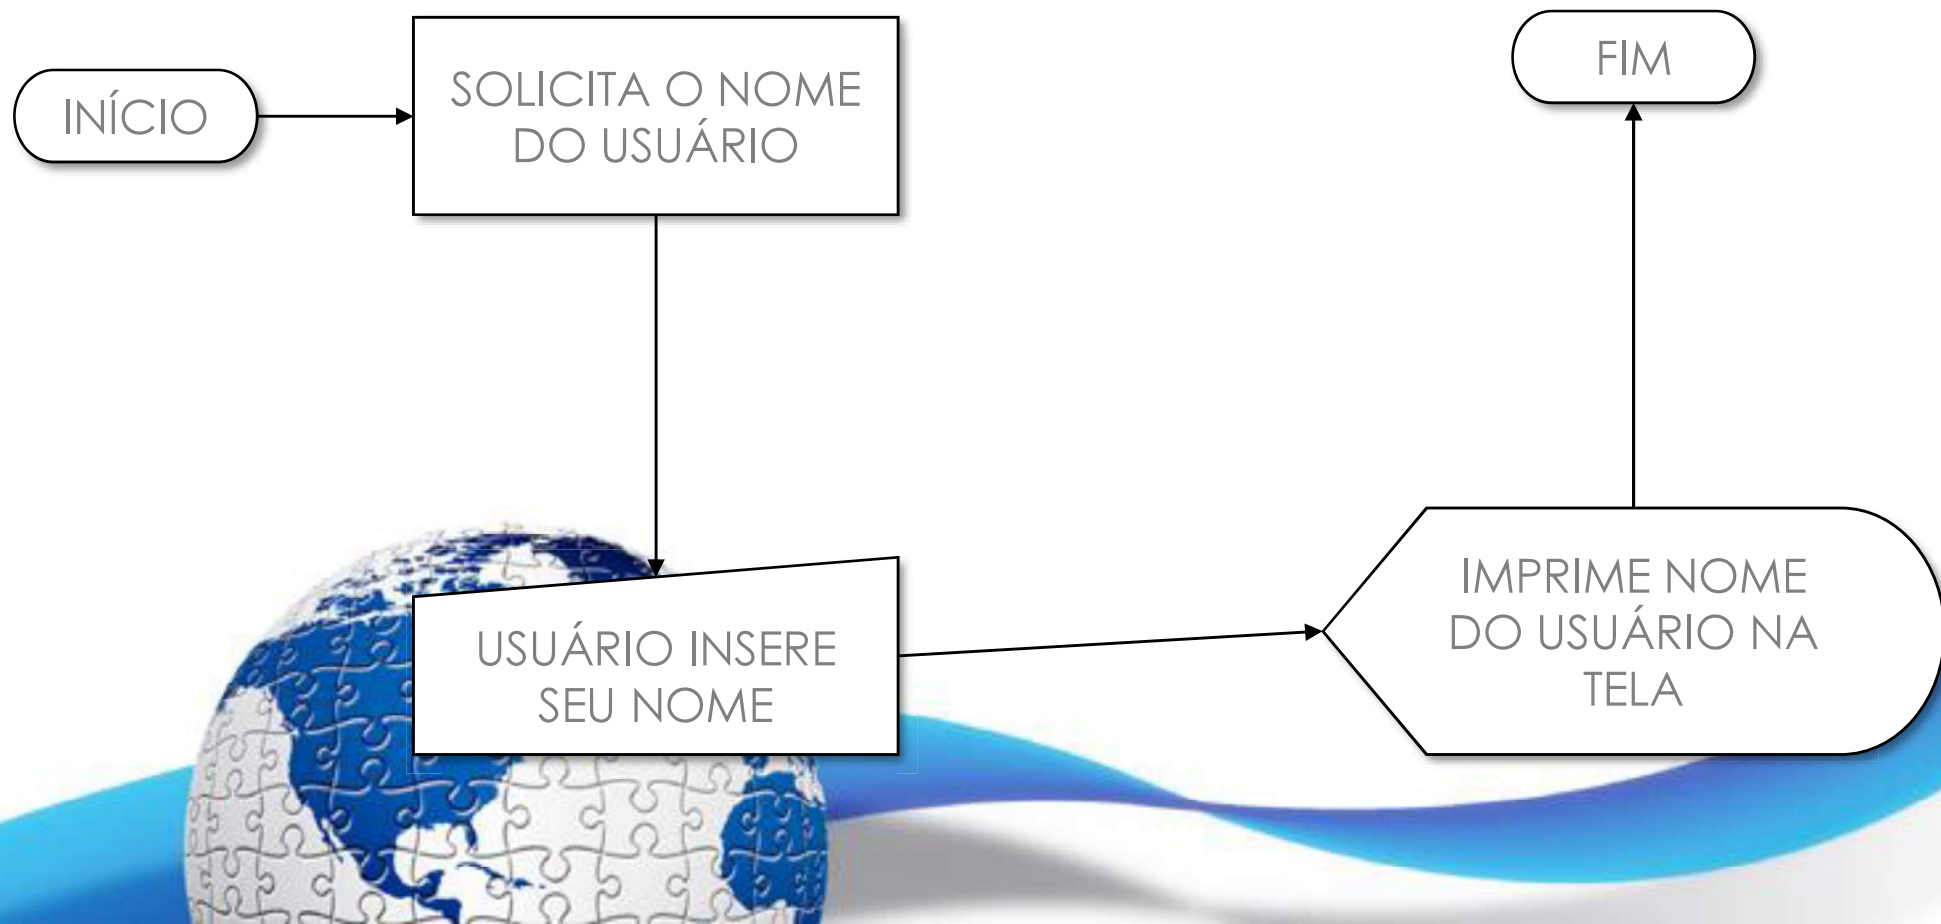 INÍCIO
SOLICITA O NOME
DO USUÁRIO
USUÁRIO INSERE
SEU NOME
IMPRIME NOME
DO USUÁRIO NA
TELA
FIM